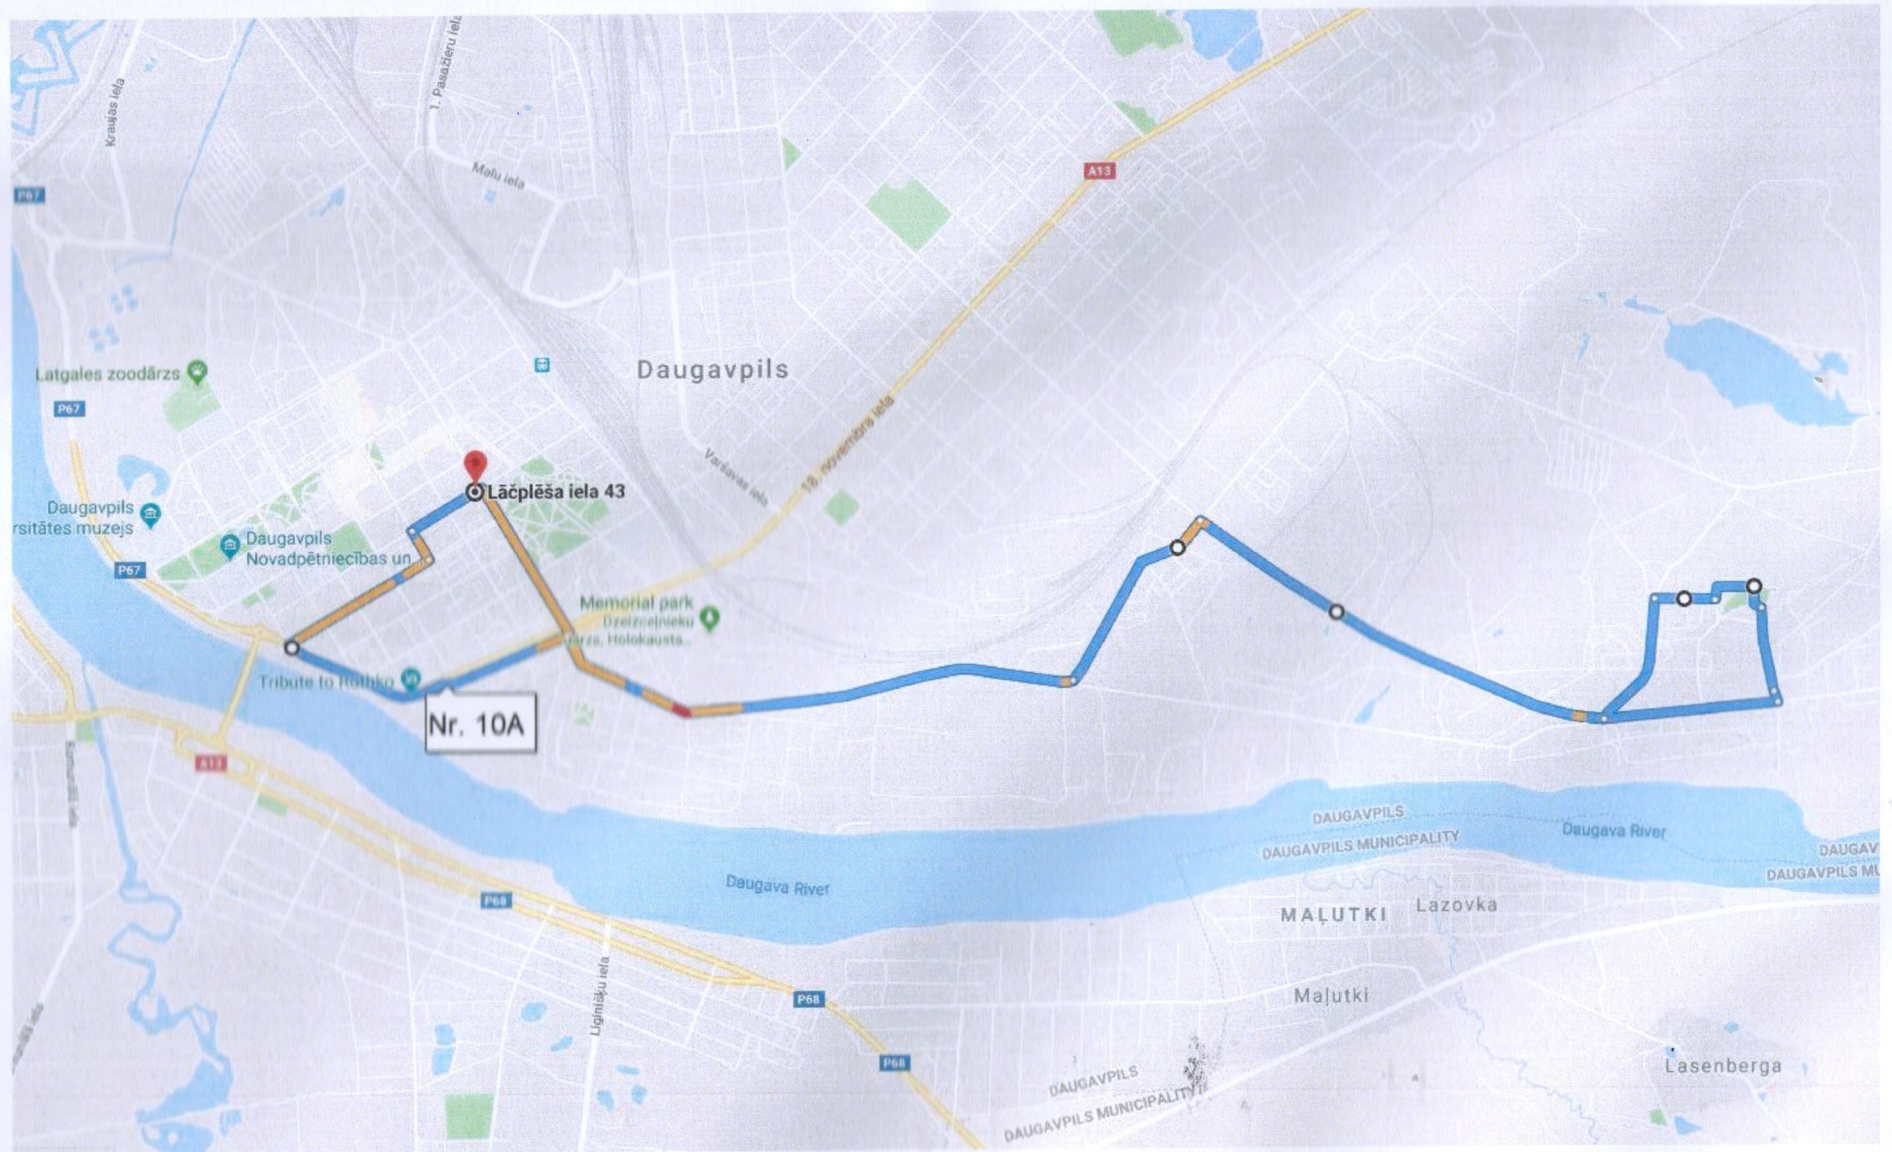 1. Pasažieru iela
Kraujas iela
Maļu iela
A13
P67
Daugavpils
Latgales zoodārzs
P67
18. novembra iela
Varšavas iela
Lāčplēša iela 43
Daugavpils
rsitātes muzejs
Daugavpils
Novadpētniecības un...
P67
Memorial park
Dzelzceļnieku
dārzs, Holokausta...
Tribute to Rothko
Nr. 10A
A13
DAUGAVPILS
DAUGAVPILS MUNICIPALITY
Daugava River
DAUGAV
DAUGAVPILS MU
Daugava River
P68
MAĻUTKI
Lazovka
Liginišķu iela
P68
Maļutki
P68
DAUGAVPILS
DAUGAVPILS MUNICIPALITY
Lasenberga